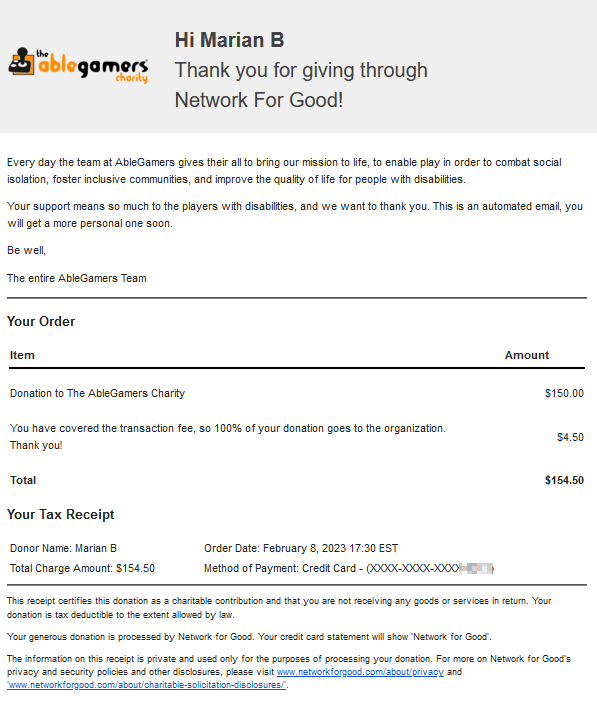 the
ablegamers
charity
Hi Marian B
Thank you for giving through
Network For Good!
Every day the team at AbleGamers gives their all to bring our mission to life, to enable play in order to combat social
isolation, foster inclusive communities, and improve the quality of life for people with disabilities.
Your support means so much to the players with disabilities, and we want to thank you. This is an automated email, you
will get a more personal one soon.
Be well,
The entire AbleGamers Team
Your Order
Item Amount
Donation to The AbleGamers Charity $150.00
You have covered the transaction fee, so 100% of your donation goes to the organization.
Thank you! $4.50
Total $154.50
Your Tax Receipt
Donor Name: Marian B Order Date: February 8, 2023 17:30 EST
Total Charge Amount: $154.50 Method of Payment: Credit Card - (XXXX-XXXX-XXXX
This receipt certifies this donation as a charitable contribution and that you are not receiving any goods or services in return. Your
donation is tax deductible to the extent allowed by law.
Your generous donation is processed by Network for Good. Your credit card statement will show 'Network for Good'.
The information on this receipt is private and used only for the purposes of processing your donation. For more on Network for Good's
privacy and security policies and other disclosures, please visit www.networkforgood.com/about/privacy and
'www.networkforgood.com/about/charitable-solicitation-disclosures/'.